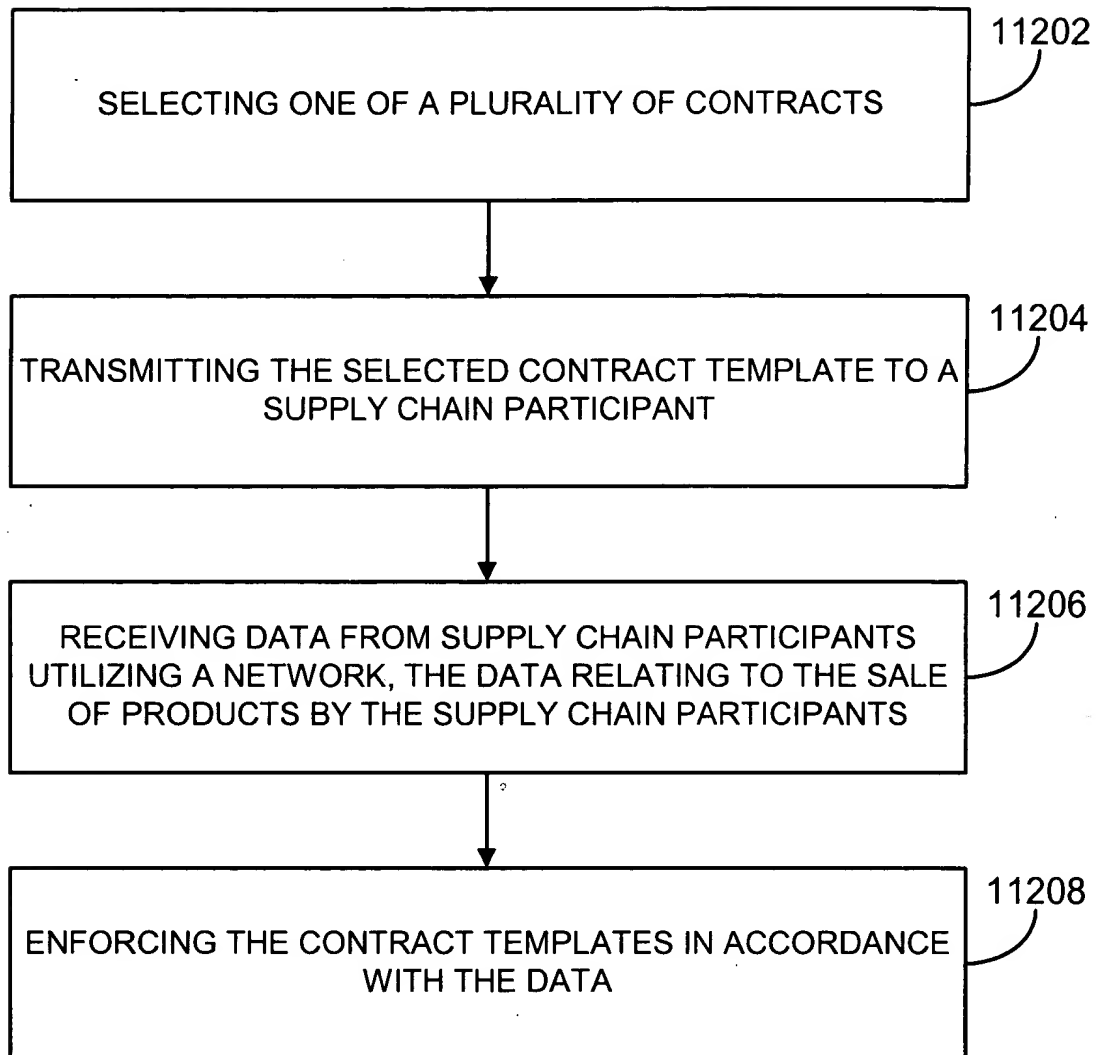 11202
SELECTING ONE OF A PLURALITY OF CONTRACTS
11204
TRANSMITTING THE SELECTED CONTRACT TEMPLATE TO A
SUPPLY CHAIN PARTICIPANT
11206
RECEIVING DATA FROM SUPPLY CHAIN PARTICIPANTS
UTILIZING A NETWORK, THE DATA RELATING TO THE SALE
OF PRODUCTS BY THE SUPPLY CHAIN PARTICIPANTS
11208
ENFORCING THE CONTRACT TEMPLATES IN ACCORDANCE
WITH THE DATA